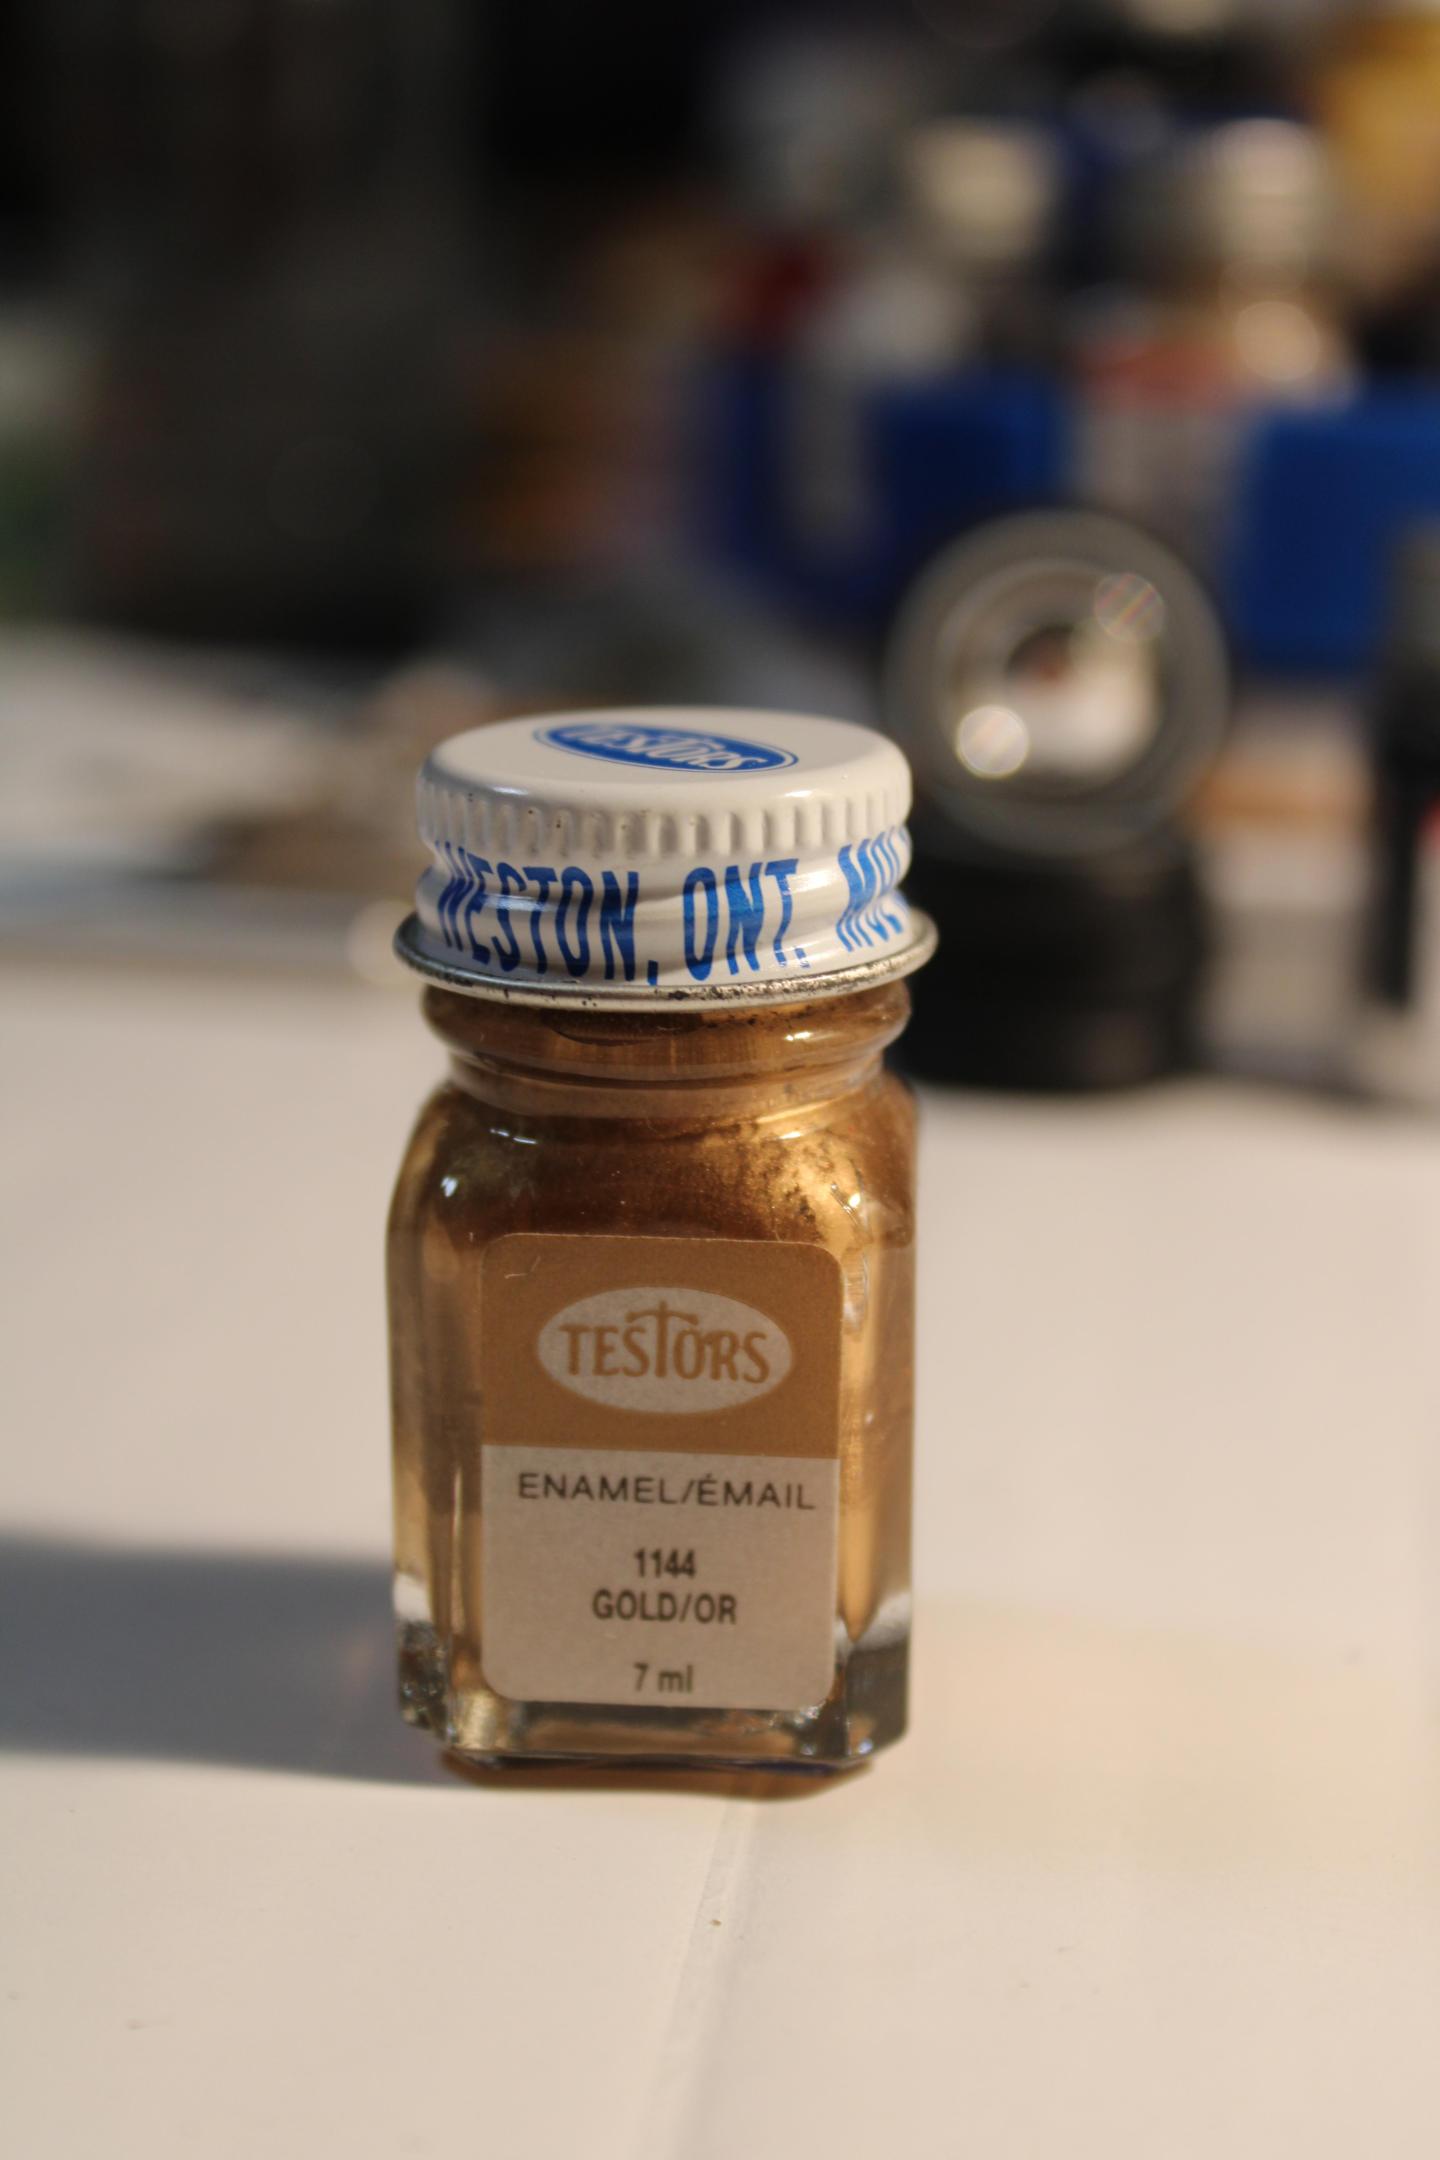 TESTORS
WESTON, ONT.
TESTORS
ENAMEL/ÉMAIL
1144
GOLD/OR
7 ml